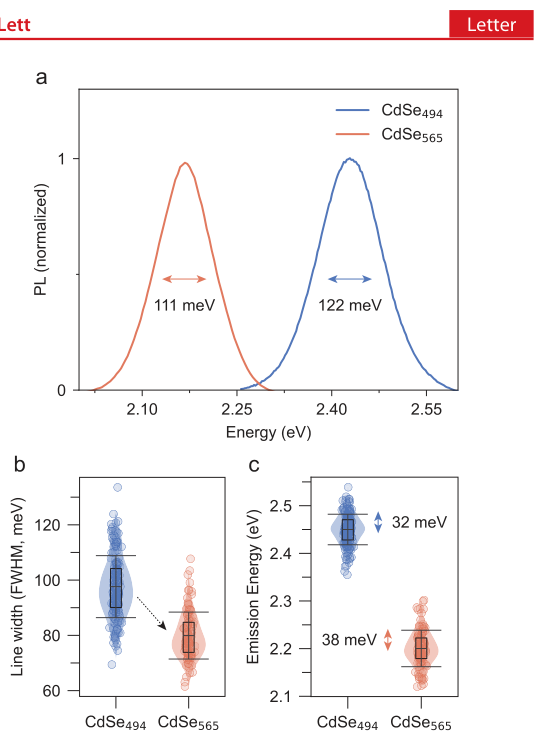 Lett
Letter
a
CdSe494
CdSe565
1
PL (normalized)
111 meV
122 meV
0
2.10 2.25 2.40 2.55
Energy (eV)
b
c
Line width (FWHM, meV)
120
100
80
60
CdSe494 CdSe565
Emission Energy (eV)
2.5
2.4
2.3
2.2
2.1
32 meV
38 meV
CdSe494 CdSe565